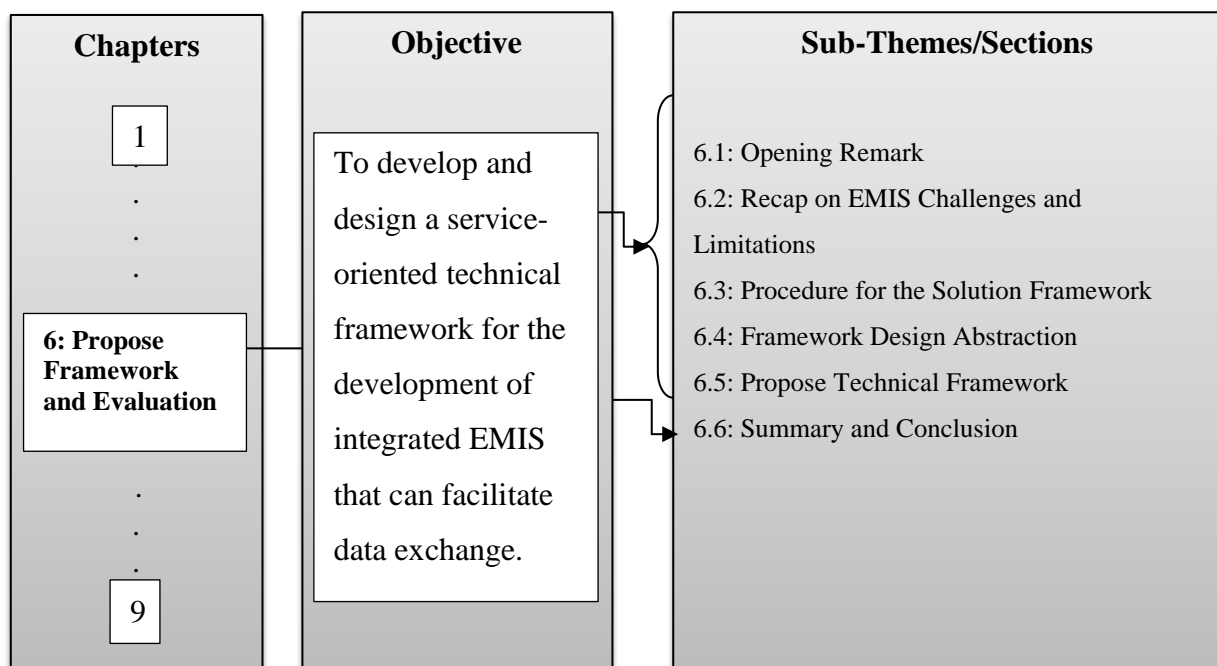 Chapters
1
.
.
.
.
6: Propose
Framework
and Evaluation
.
.
.
9
Objective
To develop and
design a service-
oriented technical
framework for the
development of
integrated EMIS
that can facilitate
data exchange.
Sub-Themes/Sections
6.1: Opening Remark
6.2: Recap on EMIS Challenges and
Limitations
6.3: Procedure for the Solution Framework
6.4: Framework Design Abstraction
6.5: Propose Technical Framework
6.6: Summary and Conclusion